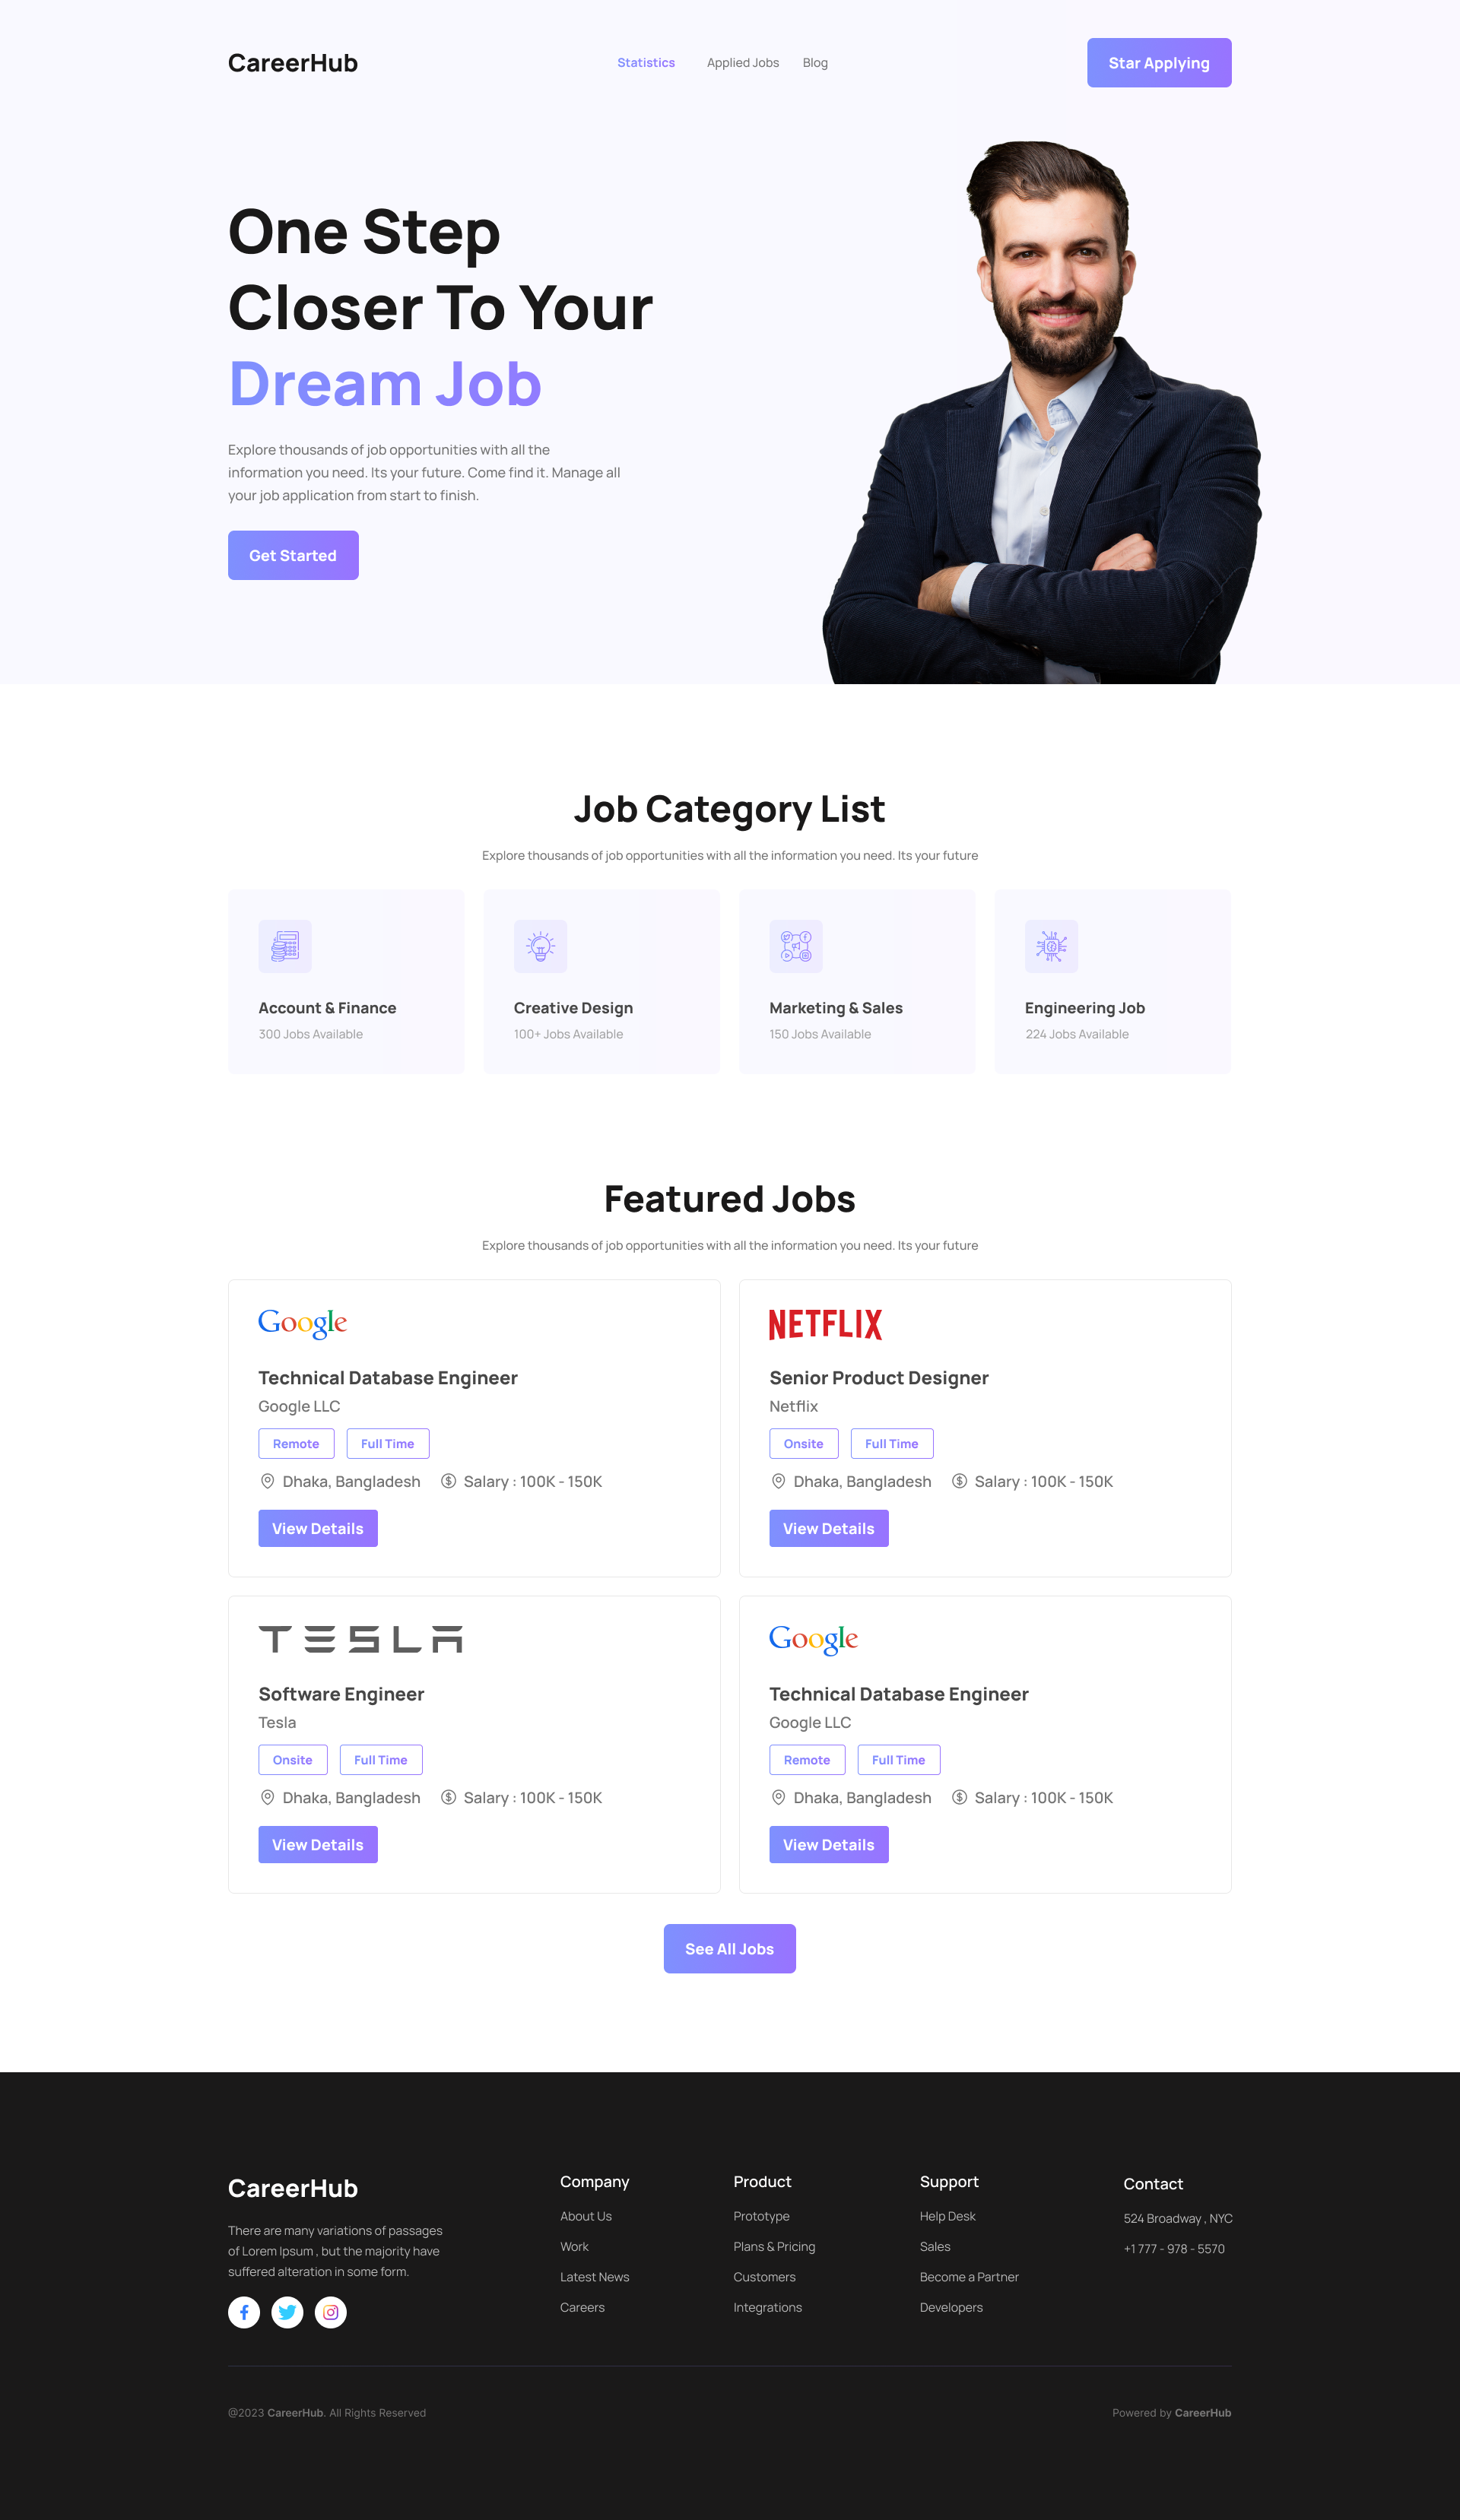 CareerHub
Statistics
Applied Jobs
Blog
Star Applying
One Step
Closer To Your
Dream Job
Explore thousands of job opportunities with all the
information you need. Its your future. Come find it. Manage all
your job application from start to finish.
Get Started
Job Category List
Explore thousands of job opportunities with all the information you need. Its your future
Account & Finance
300 Jobs Available
Creative Design
100+ Jobs Available
Marketing & Sales
150 Jobs Available
Engineering Job
224 Jobs Available
Featured Jobs
Explore thousands of job opportunities with all the information you need. Its your future
Google
Technical Database Engineer
Google LLC
Remote
Full Time
Dhaka, Bangladesh
Salary : 100K - 150K
View Details
NETFLIX
Senior Product Designer
Netflix
Onsite
Full Time
Dhaka, Bangladesh
Salary : 100K - 150K
View Details
TESLA
Software Engineer
Tesla
Onsite
Full Time
Dhaka, Bangladesh
Salary : 100K - 150K
View Details
Google
Technical Database Engineer
Google LLC
Remote
Full Time
Dhaka, Bangladesh
Salary : 100K - 150K
View Details
See All Jobs
CareerHub
There are many variations of passages
of Lorem Ipsum , but the majority have
suffered alteration in some form.
Company
About Us
Work
Latest News
Careers
Product
Prototype
Plans & Pricing
Customers
Integrations
Support
Help Desk
Sales
Become a Partner
Developers
Contact
524 Broadway , NYC
+1 777 - 978 - 5570
@2023 CareerHub. All Rights Reserved
Powered by CareerHub